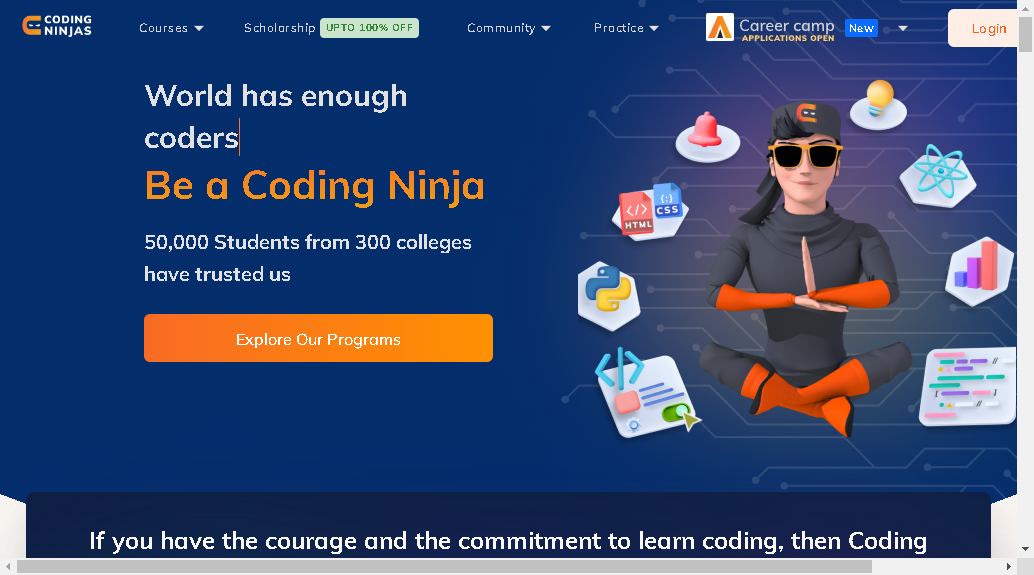 CODING
NINJAS
Courses
Scholarship UPTO 100% OFF
Community
Practice
Career camp
APPLICATIONS OPEN
New
Login
World has enough
coders
Be a Coding Ninja
50,000 Students from 300 colleges
have trusted us
Explore Our Programs
HTML
CSS
If you have the courage and the commitment to learn coding, then Coding